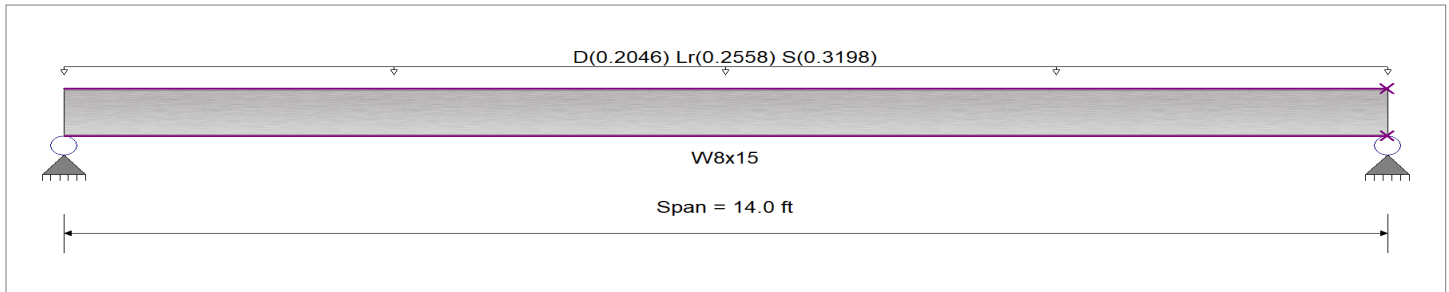 D(0.2046) Lr(0.2558) S(0.3198)
W8x15
Span = 14.0 ft